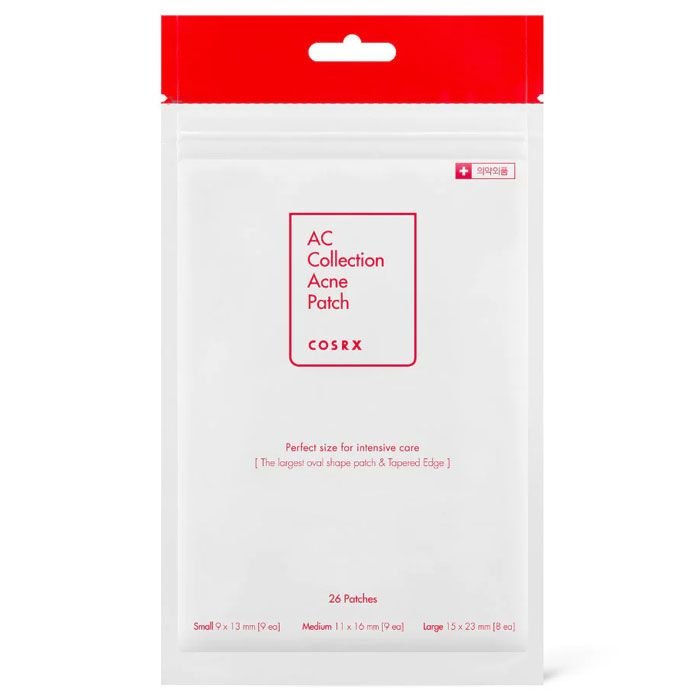 의약외품
AC
Collection
Acne
Patch
COSRX
Perfect size for intensive care
[ The largest oval shape patch & Tapered Edge ]
26 Patches
Small 9 x 13 mm [9 ea] Medium 11 x 16 mm [9 ea] Large 15 x 23 mm [8 ea]